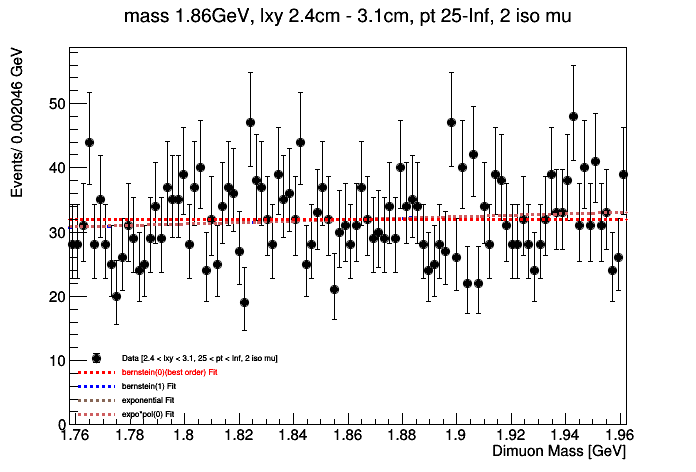 mass 1.86GeV, lxy 2.4cm - 3.1cm, pt 25-Inf, 2 iso mu
Events/ 0.002046 GeV
50
40
30
20
10
0
Data [2.4 < lxy < 3.1, 25 < pt < Inf, 2 iso mu]
bernstein(0)(best order) Fit
bernstein(1) Fit
exponential Fit
expo*pol(0) Fit
1.76 1.78 1.8 1.82 1.84 1.86 1.88 1.9 1.92 1.94 1.96
Dimuon Mass [GeV]